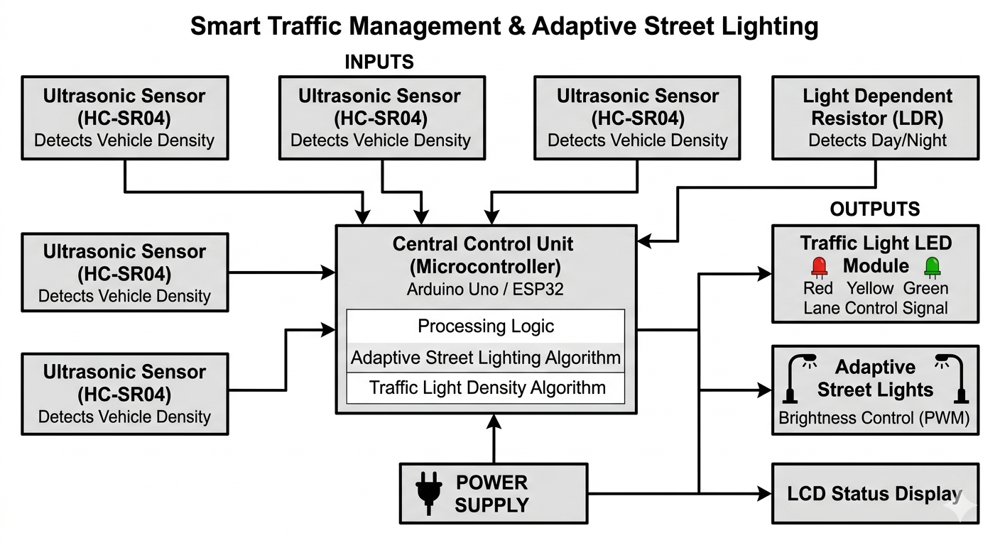 Smart Traffic Management & Adaptive Street Lighting
INPUTS
Ultrasonic Sensor
(HC-SR04)
Detects Vehicle Density
Ultrasonic Sensor
(HC-SR04)
Detects Vehicle Density
Ultrasonic Sensor
(HC-SR04)
Detects Vehicle Density
Light Dependent
Resistor (LDR)
Detects Day/Night
Ultrasonic Sensor
(HC-SR04)
Detects Vehicle Density
Ultrasonic Sensor
(HC-SR04)
Detects Vehicle Density
Central Control Unit
(Microcontroller)
Arduino Uno / ESP32
Processing Logic
Adaptive Street Lighting Algorithm
Traffic Light Density Algorithm
POWER
SUPPLY
OUTPUTS
Traffic Light LED
Module
Red Yellow Green
Lane Control Signal
Adaptive
Street Lights
Brightness Control (PWM)
LCD Status Display